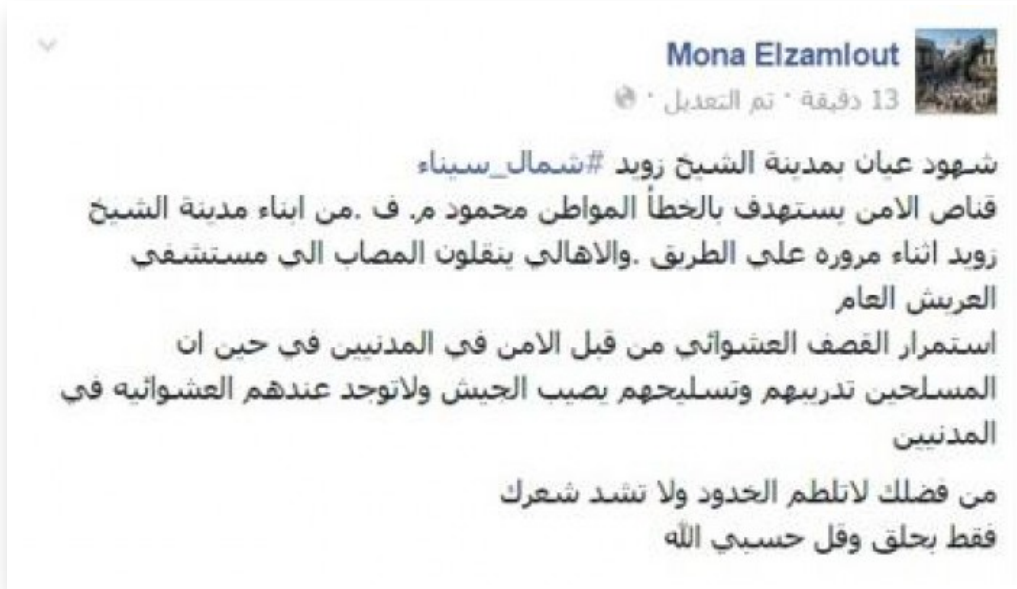 Mona Elzamlout
13 دقيقة · تم التعديل ·
شهود عيان بمدينة الشيخ زويد #شمال_سيناء
قناص الامن يستهدف بالخطأ المواطن محمود م. ف .من ابناء مدينة الشيخ
زويد اثناء مروره علي الطريق .والاهالي ينقلون المصاب الي مستشفي
العريش العام
استمرار القصف العشوائي من قبل الامن في المدنيين في حين ان
المسلحين تدريبهم وتسليحهم يصيب الجيش ولاتوجد عندهم العشوائيه في
المدنيين
من فضلك لاتلطم الخدود ولا تشد شعرك
فقط بحلق وقل حسبي الله